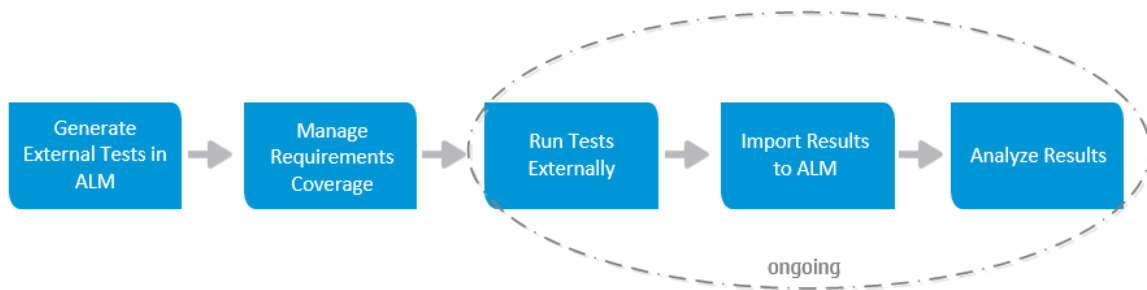 Generate
External Tests in
ALM
Manage
Requirements
Coverage
Run Tests
Externally
Import Results
to ALM
Analyze Results
ongoing